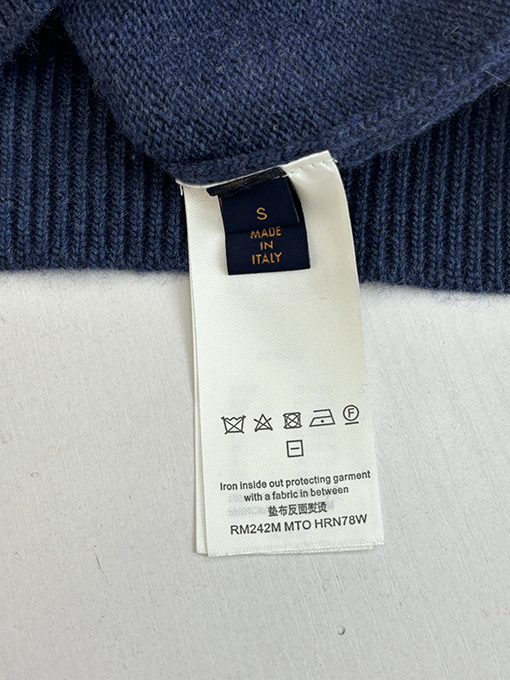 S
MADE
IN
ITALY
F
Iron inside out protecting garment
with a fabric in between
垫布反面熨烫
RM242M MTO HRN78W